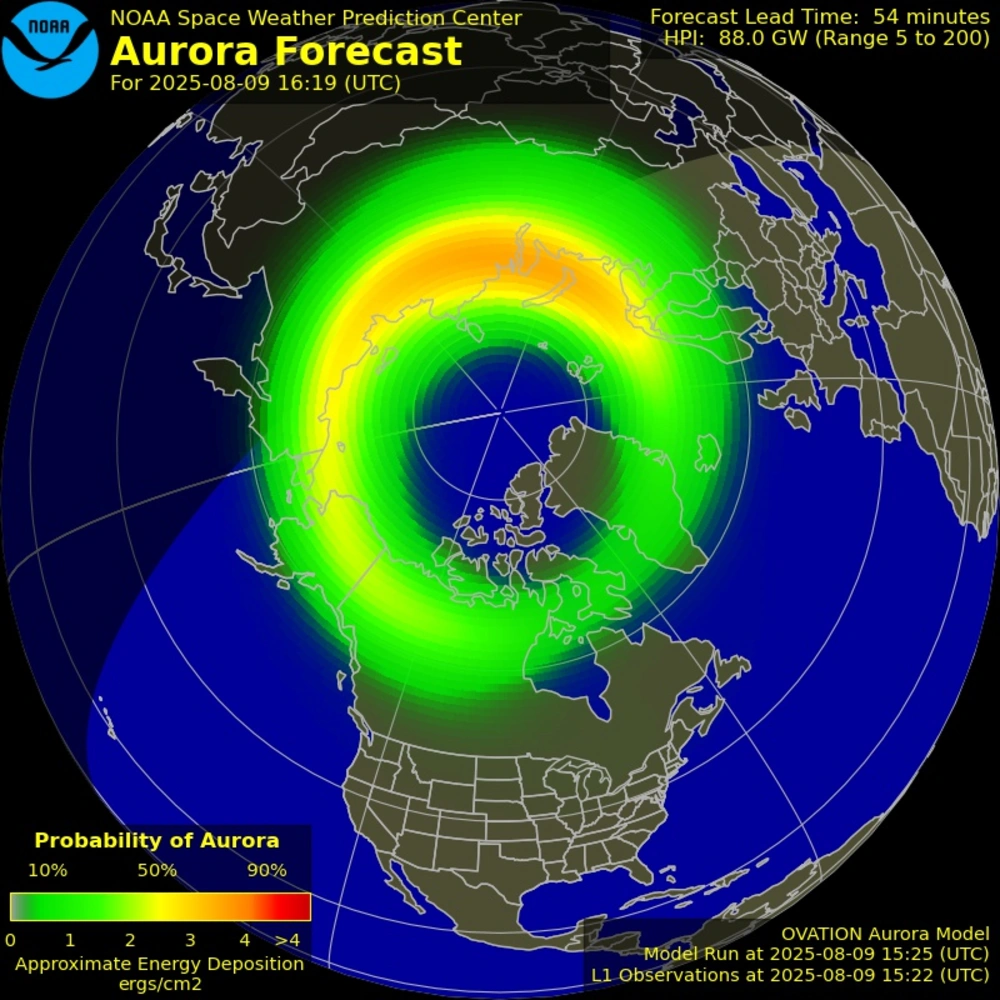 NOAA
NOAA Space Weather Prediction Center
Aurora Forecast
For 2025-08-09 16:19 (UTC)
Forecast Lead Time: 54 minutes
HPI: 88.0 GW (Range 5 to 200)
Probability of Aurora
10% 50% 90%
0 1 2 3 4 >4
Approximate Energy Deposition
ergs/cm2
OVATION Aurora Model
Model Run at 2025-08-09 15:25 (UTC)
L1 Observations at 2025-08-09 15:22 (UTC)